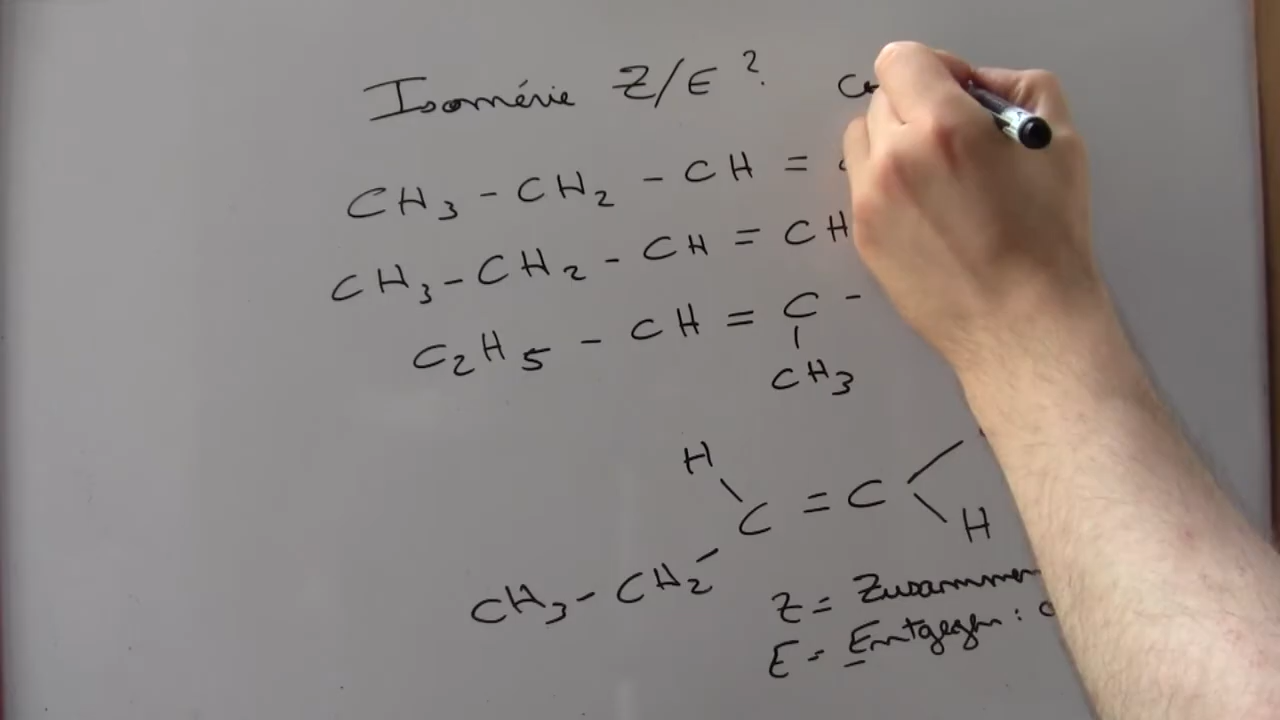 Isomérie Z/E ?
CH3 - CH2 - CH =
CH3 - CH2 - CH = CH
C2H5 - CH = C -
CH3
H
C = C
H
CH3 - CH2
Z = Zusammen
E = Entgegen :